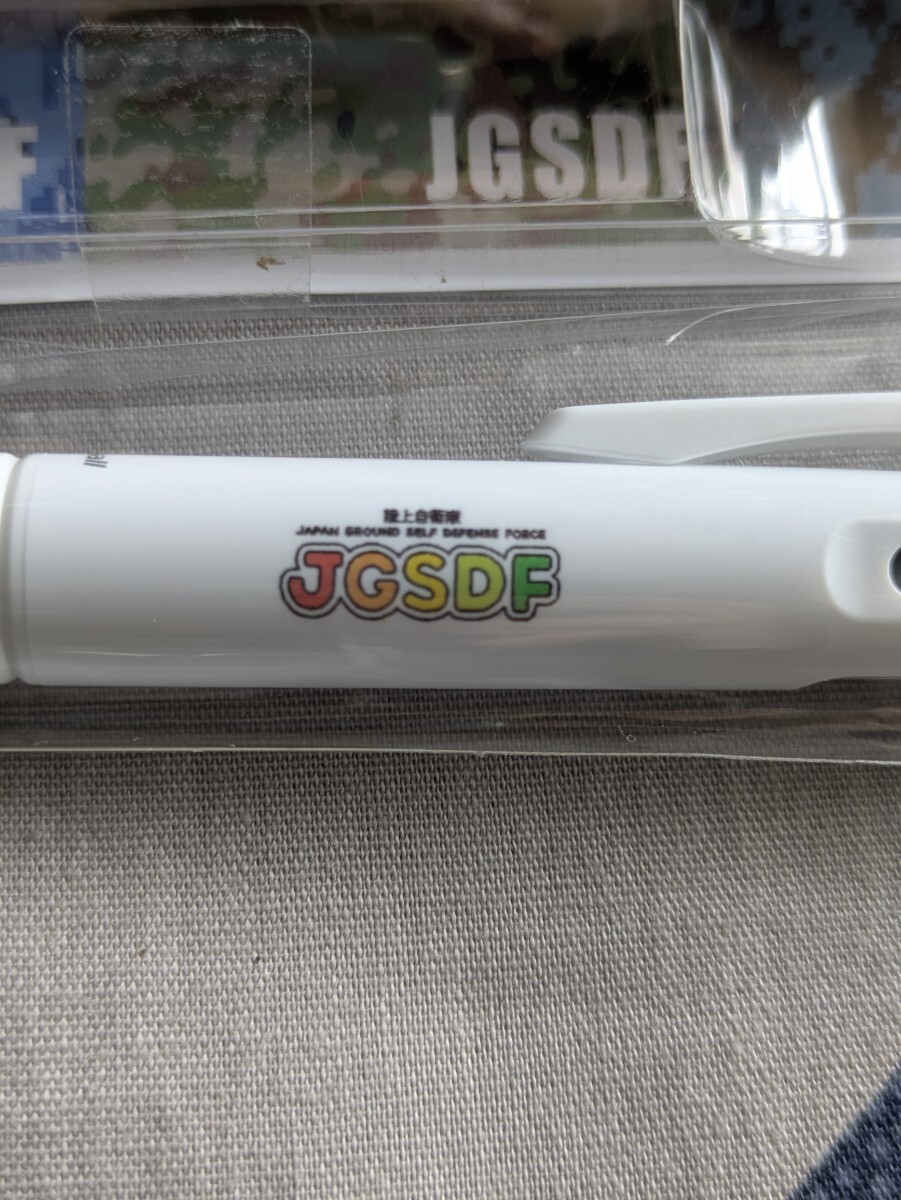 F
JGSDF
陸上自衛隊
JAPAN GROUND SELF DEFENSE FORCE
JGSDF